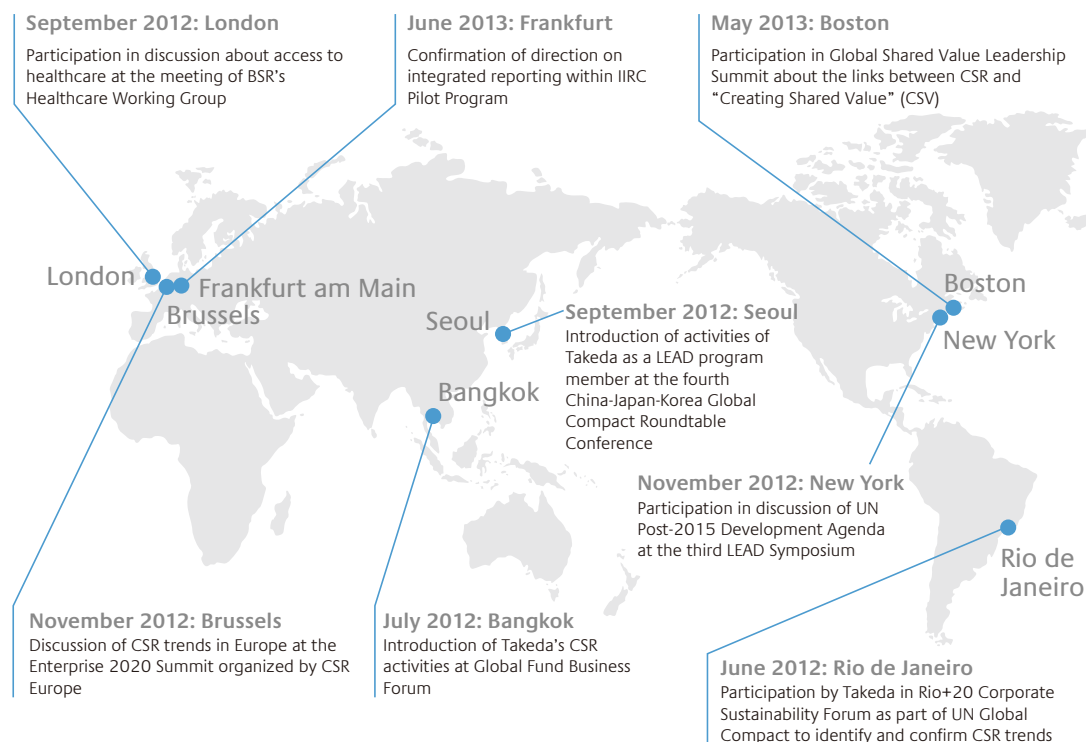 September 2012: London
Participation in discussion about access to
healthcare at the meeting of BSR's
Healthcare Working Group
June 2013: Frankfurt
Confirmation of direction on
integrated reporting within IIRC
Pilot Program
May 2013: Boston
Participation in Global Shared Value Leadership
Summit about the links between CSR and
“Creating Shared Value” (CSV)
London
Frankfurt am Main
Brussels
Seoul
Bangkok
Boston
New York
September 2012: Seoul
Introduction of activities of
Takeda as a LEAD program
member at the fourth
China-Japan-Korea Global
Compact Roundtable
Conference
November 2012: New York
Participation in discussion of UN
Post-2015 Development Agenda
at the third LEAD Symposium
Rio de
Janeiro
November 2012: Brussels
Discussion of CSR trends in Europe at the
Enterprise 2020 Summit organized by CSR
Europe
July 2012: Bangkok
Introduction of Takeda's CSR
activities at Global Fund Business
Forum
June 2012: Rio de Janeiro
Participation by Takeda in Rio+20 Corporate
Sustainability Forum as part of UN Global
Compact to identify and confirm CSR trends